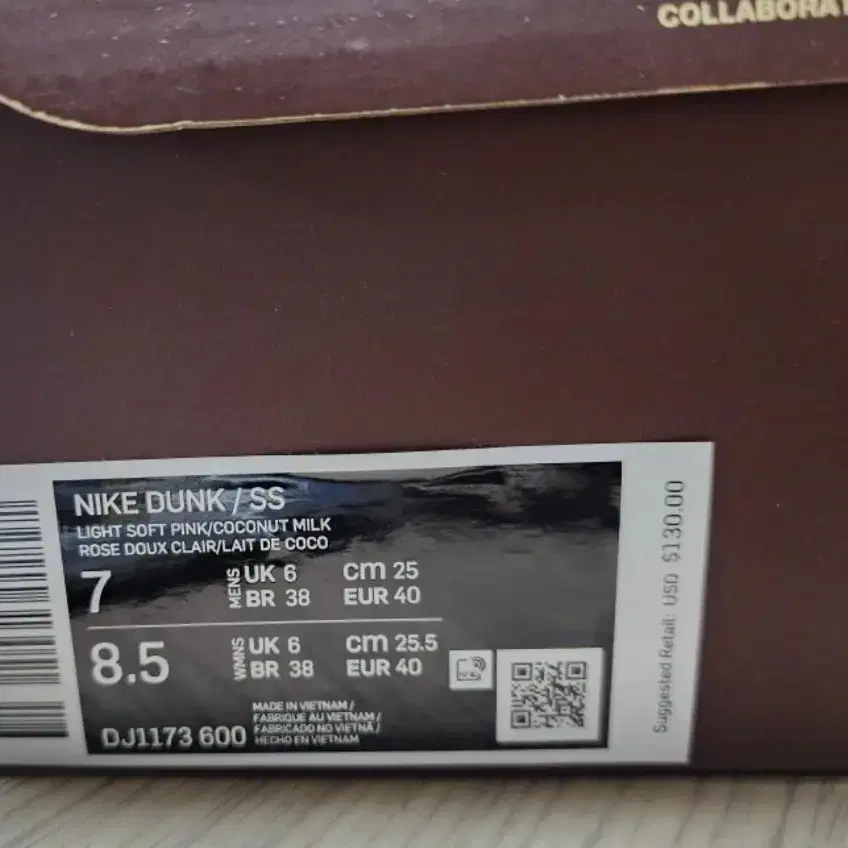 COLLABORAT
NIKE DUNK / SS
LIGHT SOFT PINK/COCONUT MILK
ROSE DOUX CLAIR/LAIT DE COCO
7 MENS UK 6 cm 25
BR 38 EUR 40
8.5 WMNS UK 6 cm 25.5
BR 38 EUR 40
DJ1173 600
MADE IN VIETNAM /
FABRIQUE AU VIETNAM /
FABRICADO NO VIETNÃ /
HECHO EN VIETNAM
Suggested Retail: USD $130.00